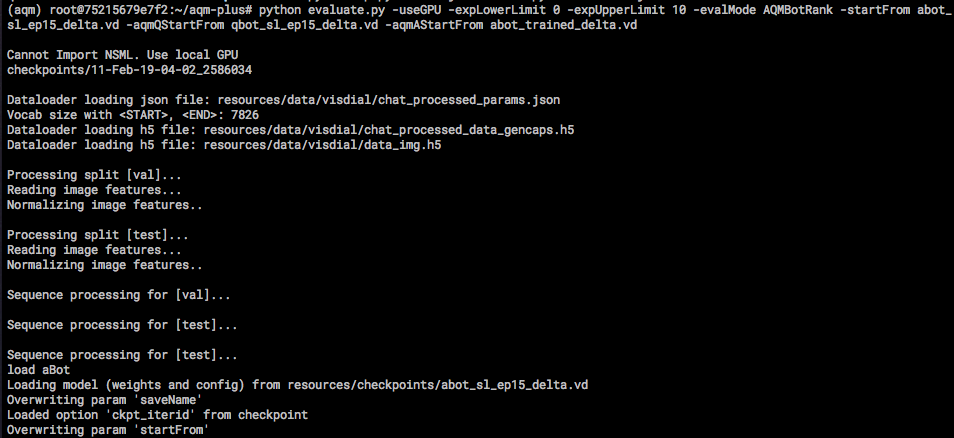 (aqm) root@75215679e7f2:~/aqm-plus# python evaluate.py -useGPU -expLowerLimit 0 -expUpperLimit 10 -evalMode AQMBotRank -startFrom abot_
sl_ep15_delta.vd -aqmQStartFrom qbot_sl_ep15_delta.vd -aqmAStartFrom abot_trained_delta.vd
Cannot Import NSML. Use local GPU
checkpoints/11-Feb-19-04-02_2586034
Dataloader loading json file: resources/data/visdial/chat_processed_params.json
Vocab size with <START>, <END>: 7826
Dataloader loading h5 file: resources/data/visdial/chat_processed_data_gencaps.h5
Dataloader loading h5 file: resources/data/visdial/data_img.h5
Processing split [val]...
Reading image features...
Normalizing image features..
Processing split [test]...
Reading image features...
Normalizing image features..
Sequence processing for [val]...
Sequence processing for [test]...
Sequence processing for [test]...
load aBot
Loading model (weights and config) from resources/checkpoints/abot_sl_ep15_delta.vd
Overwriting param 'saveName'
Loaded option 'ckpt_iterid' from checkpoint
Overwriting param 'startFrom'